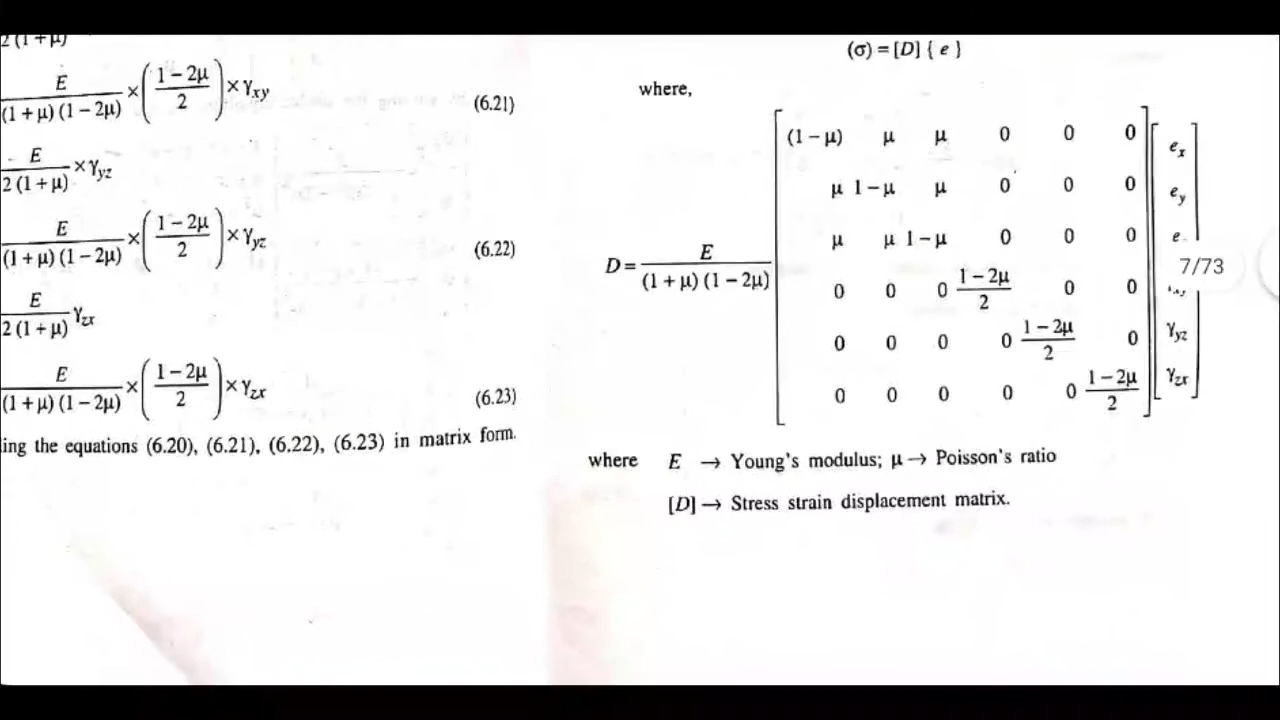 2 (1 + μ)
E / (1 + μ) (1 − 2μ) × ( 1 − 2μ / 2 ) × γxy (6.21)
E / 2 (1 + μ) × γyz
E / (1 + μ) (1 − 2μ) × ( 1 − 2μ / 2 ) × γyz (6.22)
E / 2 (1 + μ) γzx
E / (1 + μ) (1 − 2μ) × ( 1 − 2μ / 2 ) × γzx (6.23)
ling the equations (6.20), (6.21), (6.22), (6.23) in matrix form.
(σ) = [D] { e }
where,
(1 − μ) μ μ 0 0 0 ex
μ 1 − μ μ 0 0 0 ey
μ μ 1 − μ 0 0 0 e
D = E / (1 + μ) (1 − 2μ)
7/73
0 0 0 1 − 2μ / 2 0 0
0 0 0 0 1 − 2μ / 2 0 γyz
0 0 0 0 0 1 − 2μ / 2 γzx
where E → Young's modulus; μ → Poisson's ratio
[D] → Stress strain displacement matrix.